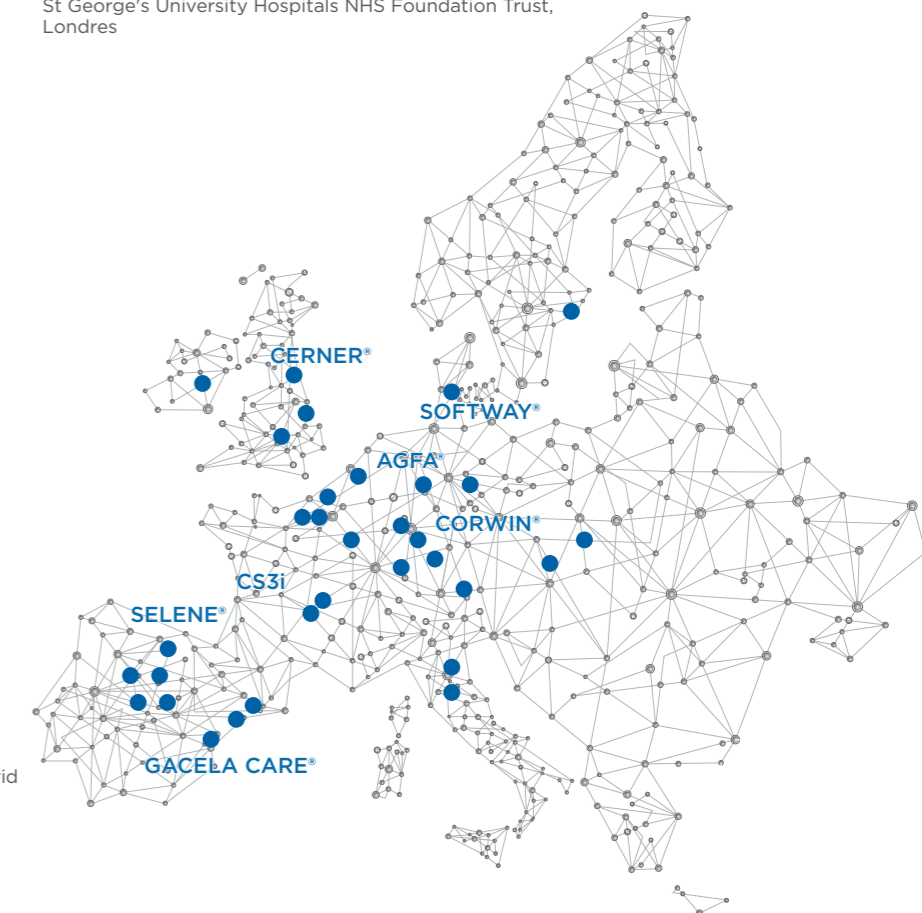 St George's University Hospitals NHS Foundation Trust,
Londres
CERNER®
SOFTWAY®
AGFA®
CORWIN®
CS3i
SELENE®
GACELA CARE®